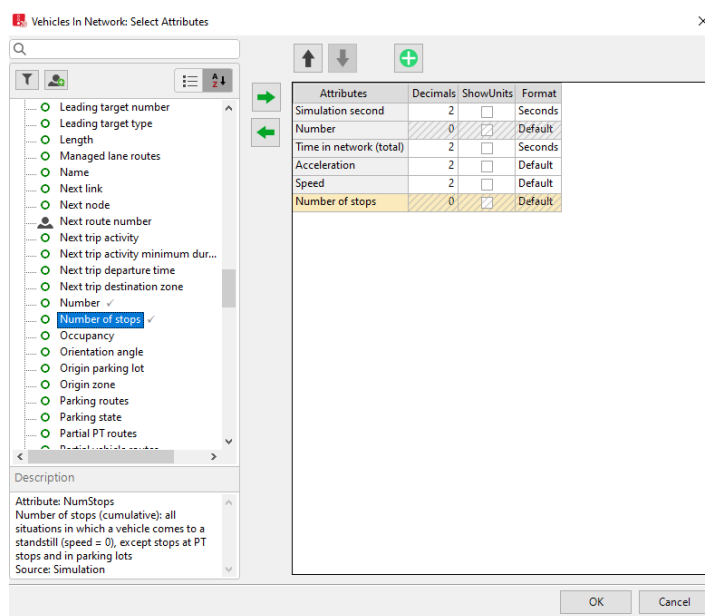 Vehicles In Network: Select Attributes
Leading target number
Leading target type
Length
Managed lane routes
Name
Next link
Next node
Next route number
Next trip activity
Next trip activity minimum dur...
Next trip departure time
Next trip destination zone
Number
Number of stops
Occupancy
Orientation angle
Origin parking lot
Origin zone
Parking routes
Parking state
Partial PT routes
Description
Attribute: NumStops
Number of stops (cumulative): all
situations in which a vehicle comes to a
standstill (speed = 0), except stops at PT
stops and in parking lots
Source: Simulation
Attributes Decimals ShowUnits Format
Simulation second 2 Seconds
Number 0 Default
Time in network (total) 2 Seconds
Acceleration 2 Default
Speed 2 Default
Number of stops 0 Default
OK Cancel